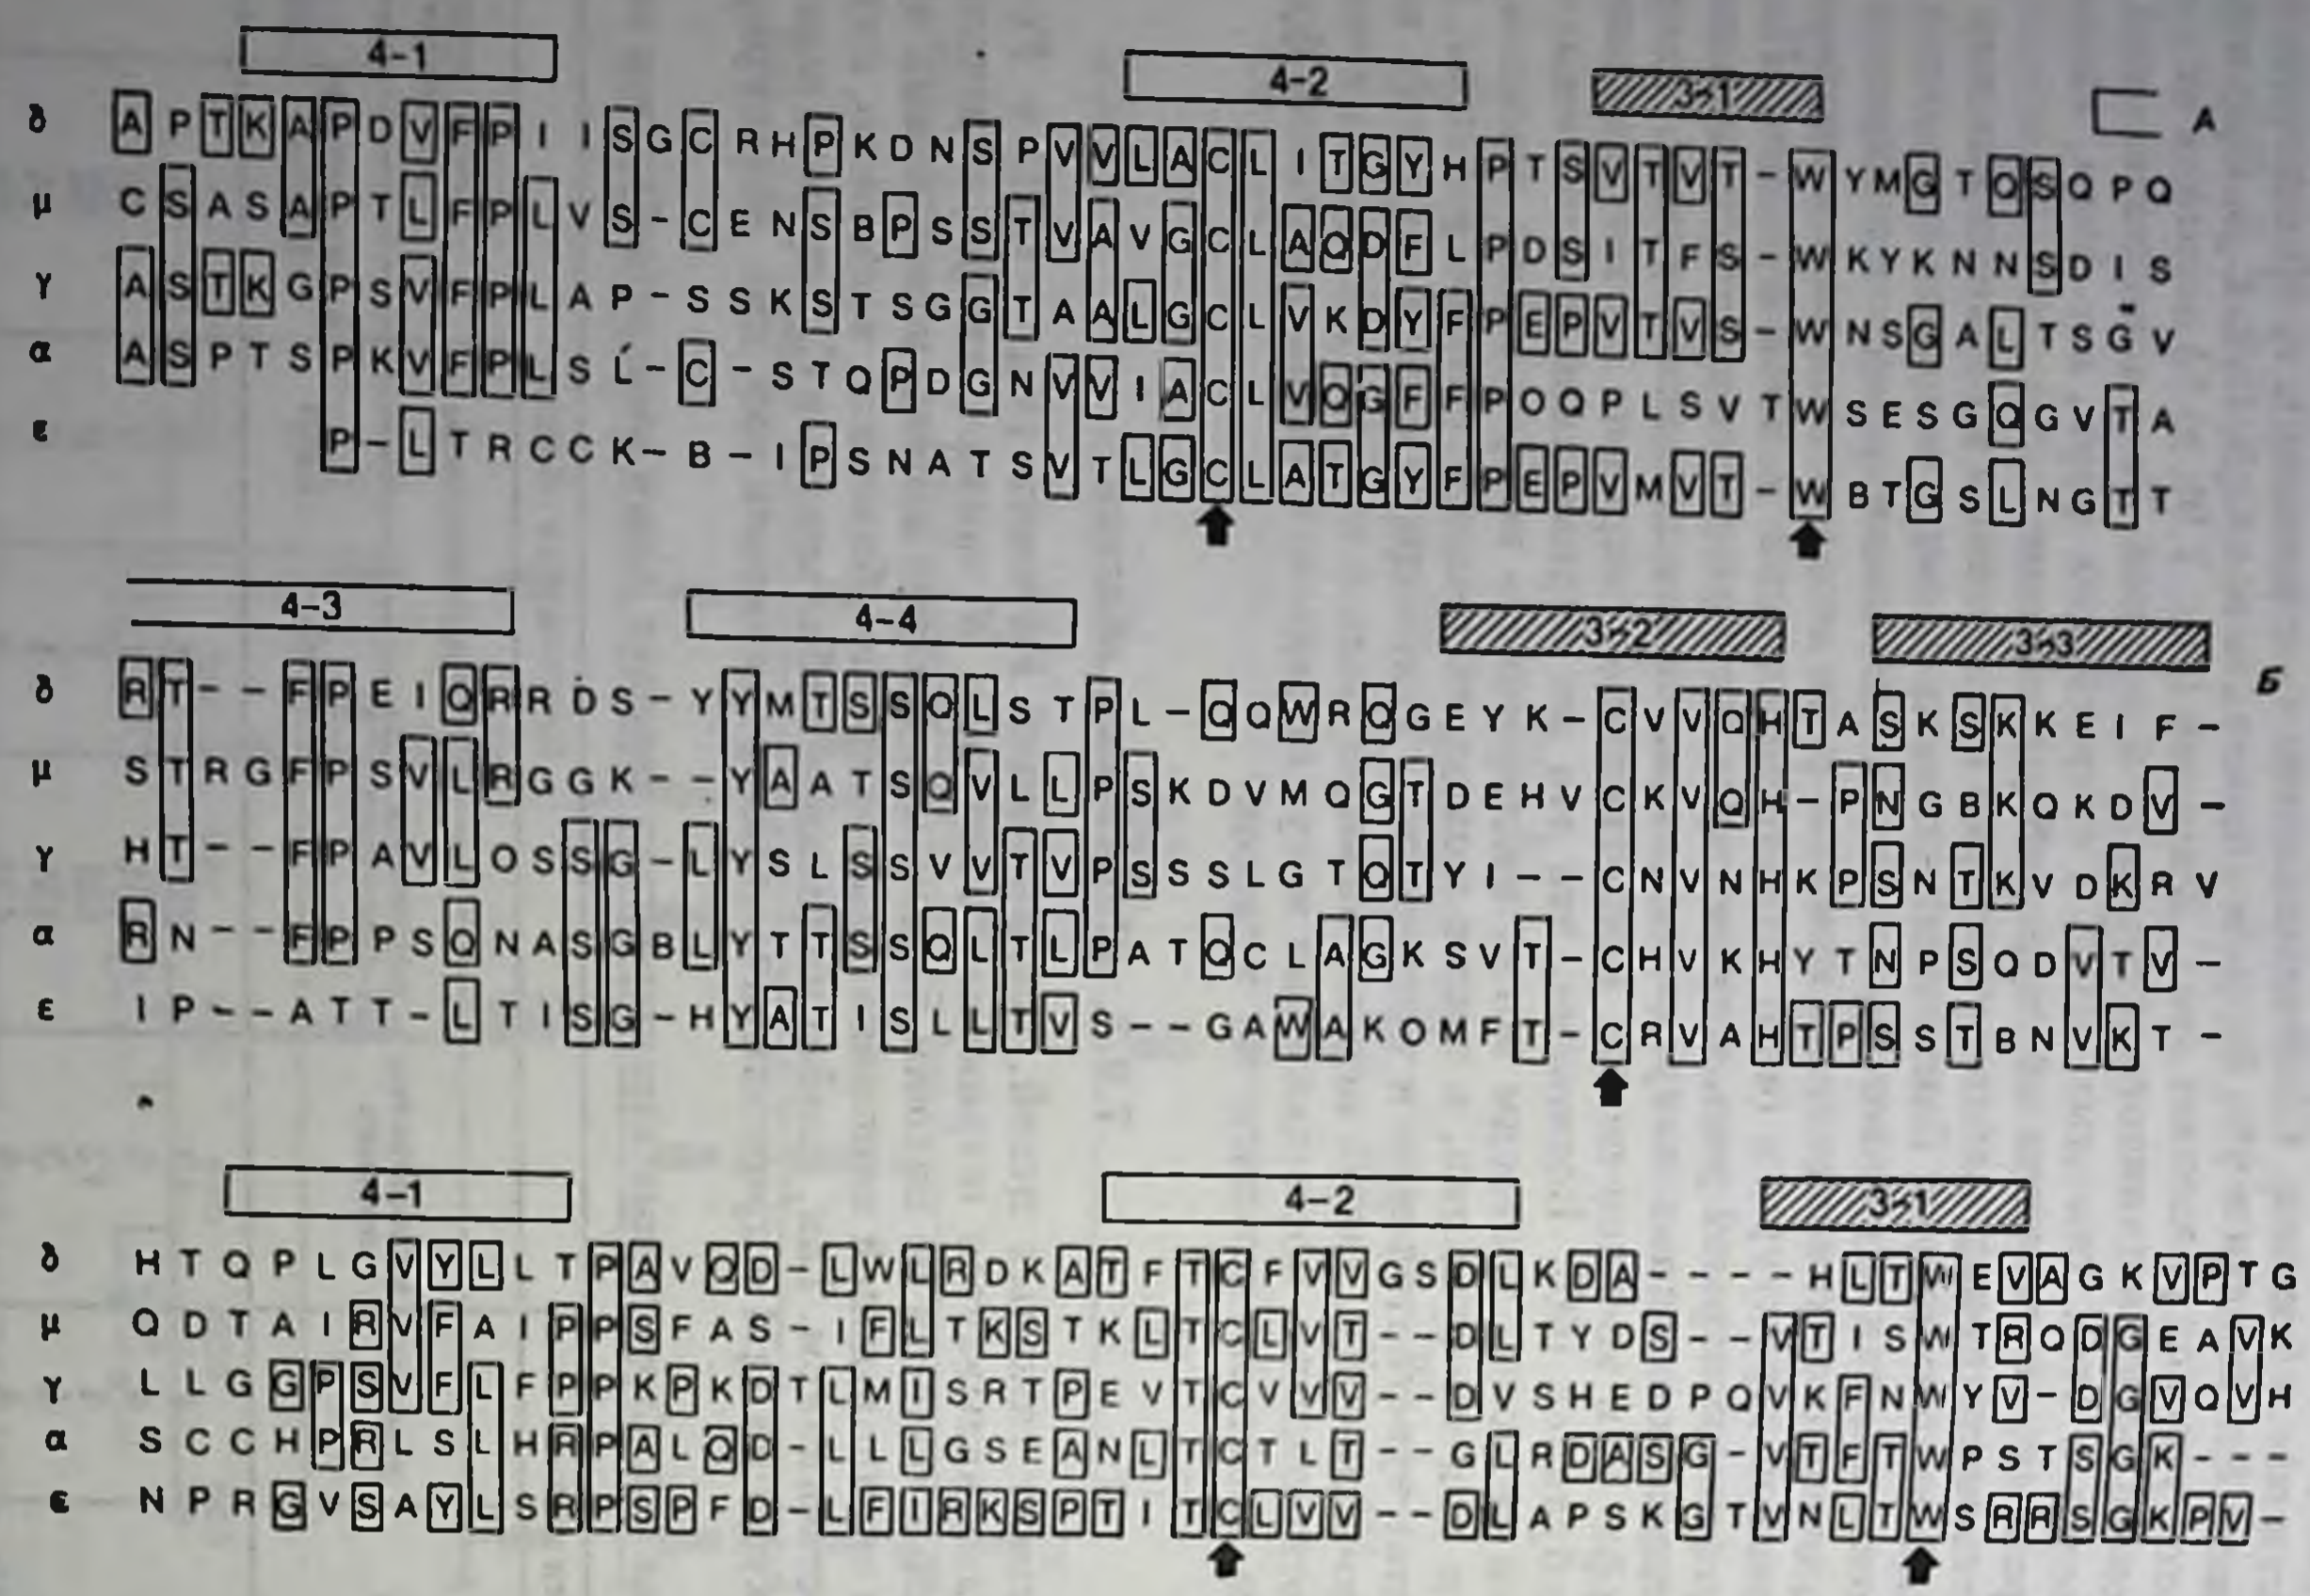 4-1 4-2 3-1
А
δ A P T K A P D V F P I I S G C R H P K D N S P V V L A C L I T G Y H P T S V T V T - W Y M G T Q S Q P Q
μ C S A S A P T L F P L V S - C E N S B P S S T V A V G C L A Q D F L P D S I T F S - W K Y K N N S D I S
γ A S T K G P S V F P L A P - S S K S T S G G T A A L G C L V K D Y F P E P V T V S - W N S G A L T S G V
α A S P T S P K V F P L S L - C - S T Q P D G N V V I A C L V Q G F F P O Q P L S V T W S E S G Q G V T A
ε P - L T R C C K - B - I P S N A T S V T L G C L A T G Y F P E P V M V T - W B T G S L N G T T
4-3 4-4 3-2 3-3
Б
δ R T - - F P E I Q R R D S - Y Y M T S S Q L S T P L - Q Q W R Q G E Y K - C V V Q H T A S K S K K E I F -
μ S T R G F P S V L R G G K - - Y A A T S Q V L L P S K D V M Q G T D E H V C K V Q H - P N G B K Q K D V -
γ H T - - F P A V L O S S G - L Y S L S S V V T V P S S S L G T Q T Y I - - C N V N H K P S N T K V D K R V
α R N - - F P P S Q N A S G B L Y T T S S Q L T L P A T Q C L A G K S V T - C H V K H Y T N P S Q D V T V -
ε I P - - A T T - L T I S G - H Y A T I S L L T V S - - G A W A K O M F T - C R V A H T P S S T B N V K T -
4-1 4-2 3-1
δ H T Q P L G V Y L L T P A V Q D - L W L R D K A T F T C F V V G S D L K D A - - - - H L T W E V A G K V P T G
μ Q D T A I R V F A I P P S F A S - I F L T K S T K L T C L V T - - D L T Y D S - - V T I S W T R Q D G E A V K
γ L L G G P S V F L F P P K P K D T L M I S R T P E V T C V V V - - D V S H E D P Q V K F N W Y V - D G V Q V H
α S C C H P R L S L H R P A L Q D - L L L G S E A N L T C T L T - - G L R D A S G - V T F T W P S T S G K - - -
ε N P R G V S A Y L S R P S P F D - L F I R K S P T I T C L V V - - D L A P S K G T V N L T W S R R S G K P V -